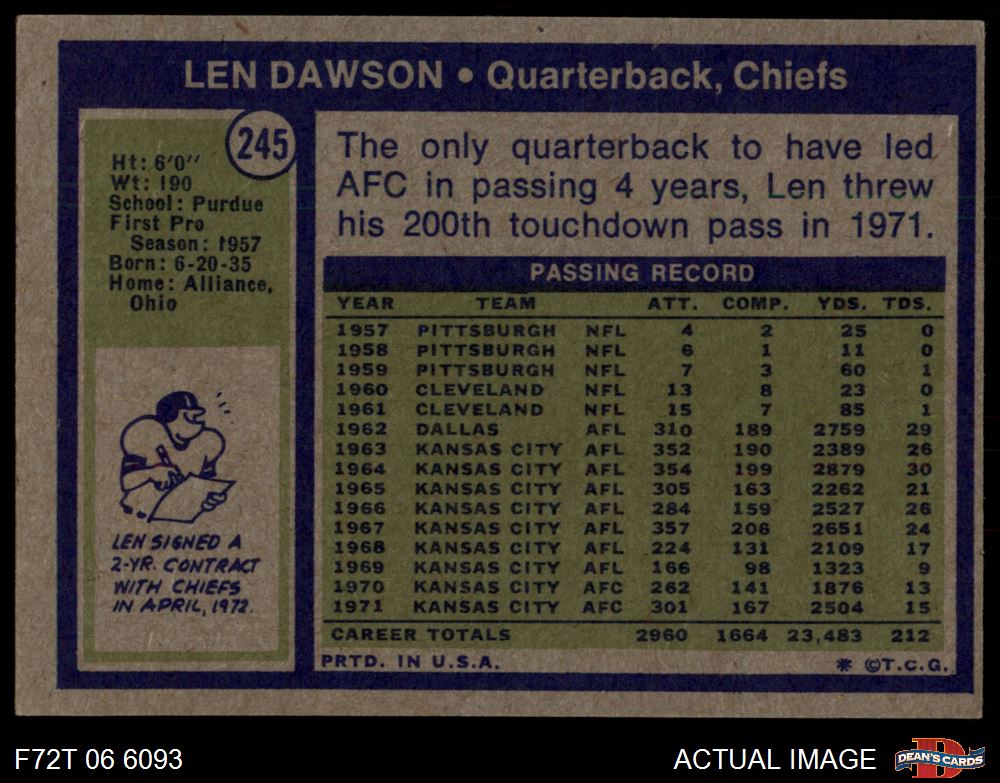 LEN DAWSON • Quarterback, Chiefs
245
Ht: 6'0''
Wt: 190
School: Purdue
First Pro
Season: 1957
Born: 6-20-35
Home: Alliance,
Ohio
LEN SIGNED A
2-YR. CONTRACT
WITH CHIEFS
IN APRIL, 1972.
The only quarterback to have led
AFC in passing 4 years, Len threw
his 200th touchdown pass in 1971.
PASSING RECORD
YEAR TEAM ATT. COMP. YDS. TDS.
1957 PITTSBURGH NFL 4 2 25 0
1958 PITTSBURGH NFL 6 1 11 0
1959 PITTSBURGH NFL 7 3 60 1
1960 CLEVELAND NFL 13 8 23 0
1961 CLEVELAND NFL 15 7 85 1
1962 DALLAS AFL 310 189 2759 29
1963 KANSAS CITY AFL 352 190 2389 26
1964 KANSAS CITY AFL 354 199 2879 30
1965 KANSAS CITY AFL 305 163 2262 21
1966 KANSAS CITY AFL 284 159 2527 26
1967 KANSAS CITY AFL 357 206 2651 24
1968 KANSAS CITY AFL 224 131 2109 17
1969 KANSAS CITY AFL 166 98 1323 9
1970 KANSAS CITY AFC 262 141 1876 13
1971 KANSAS CITY AFC 301 167 2504 15
CAREER TOTALS 2960 1664 23,483 212
PRTD. IN U.S.A. * ©T.C.G.
F72T 06 6093
ACTUAL IMAGE
D
DEAN'S CARDS